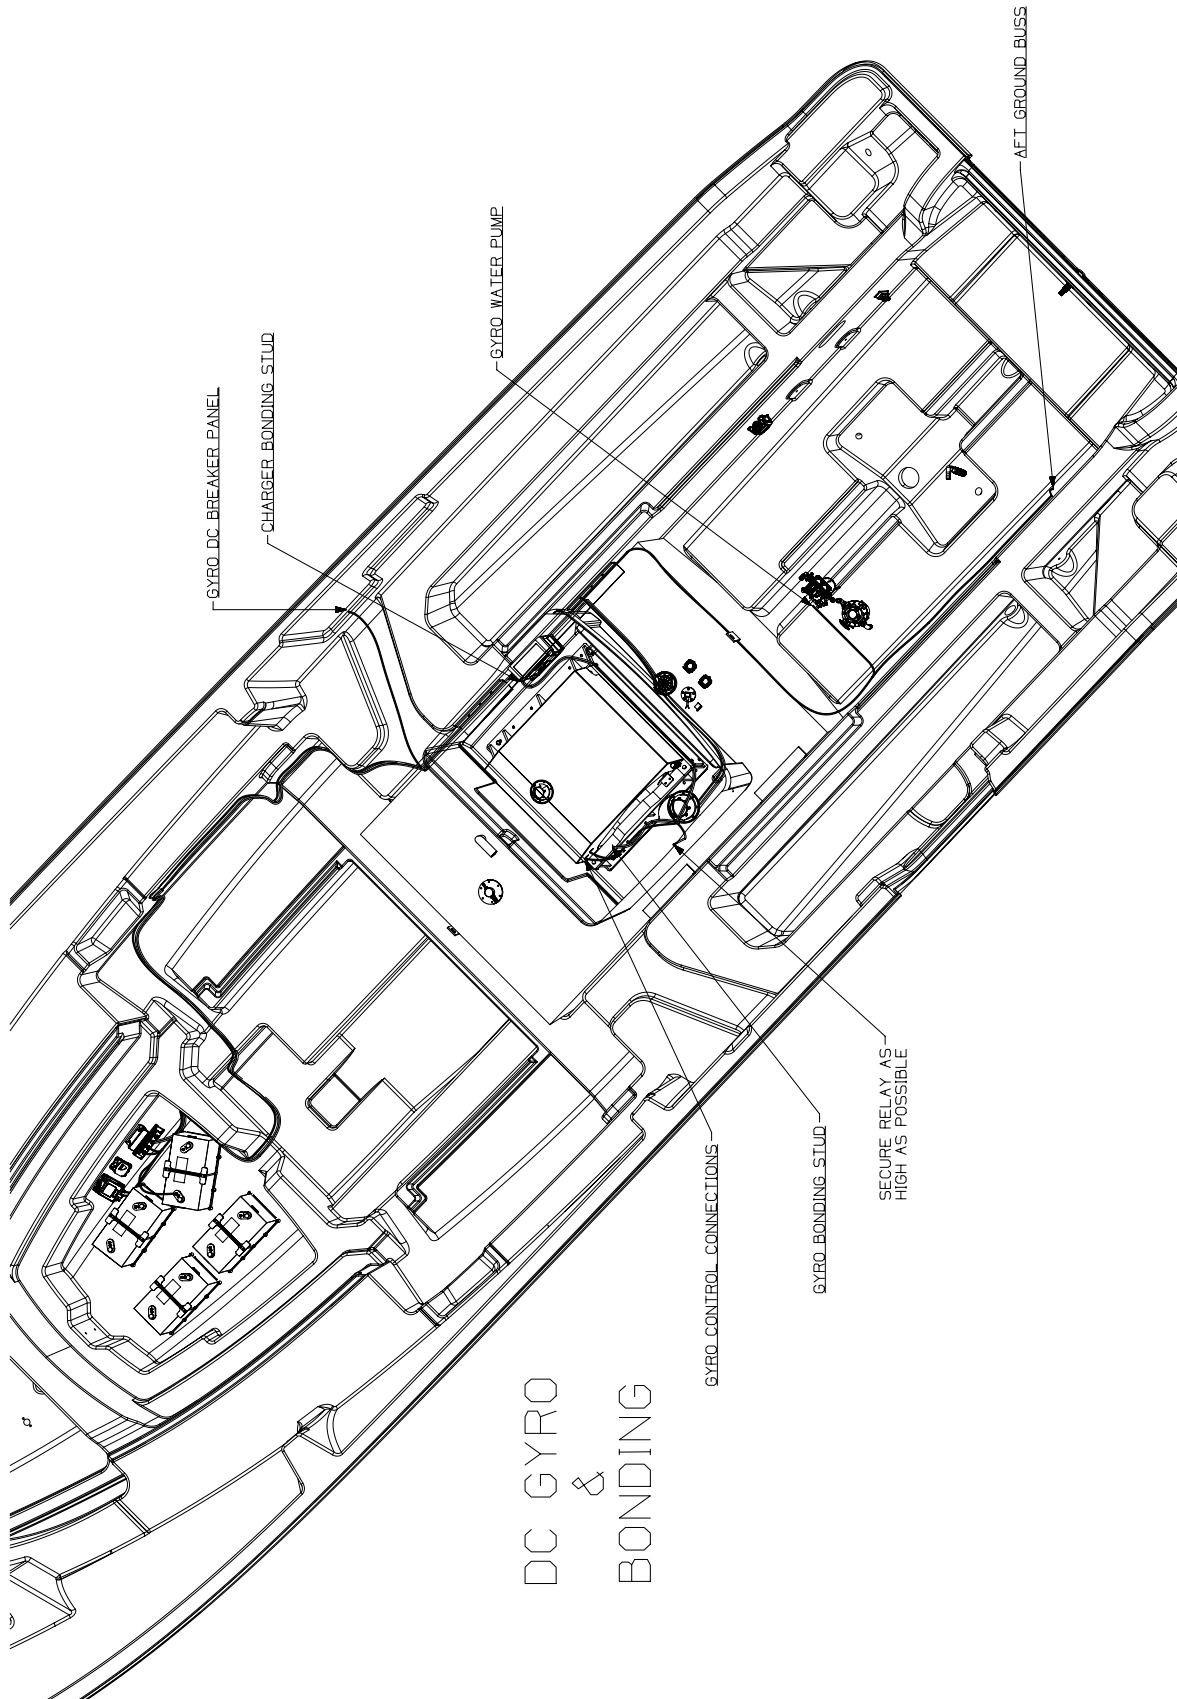 AFT GROUND BUSS
GYRO WATER PUMP
CHARGER BONDING STUD
GYRO DC BREAKER PANEL
SECURE RELAY AS
HIGH AS POSSIBLE
GYRO BONDING STUD
GYRO CONTROL CONNECTIONS
DC GYRO
&
BONDING